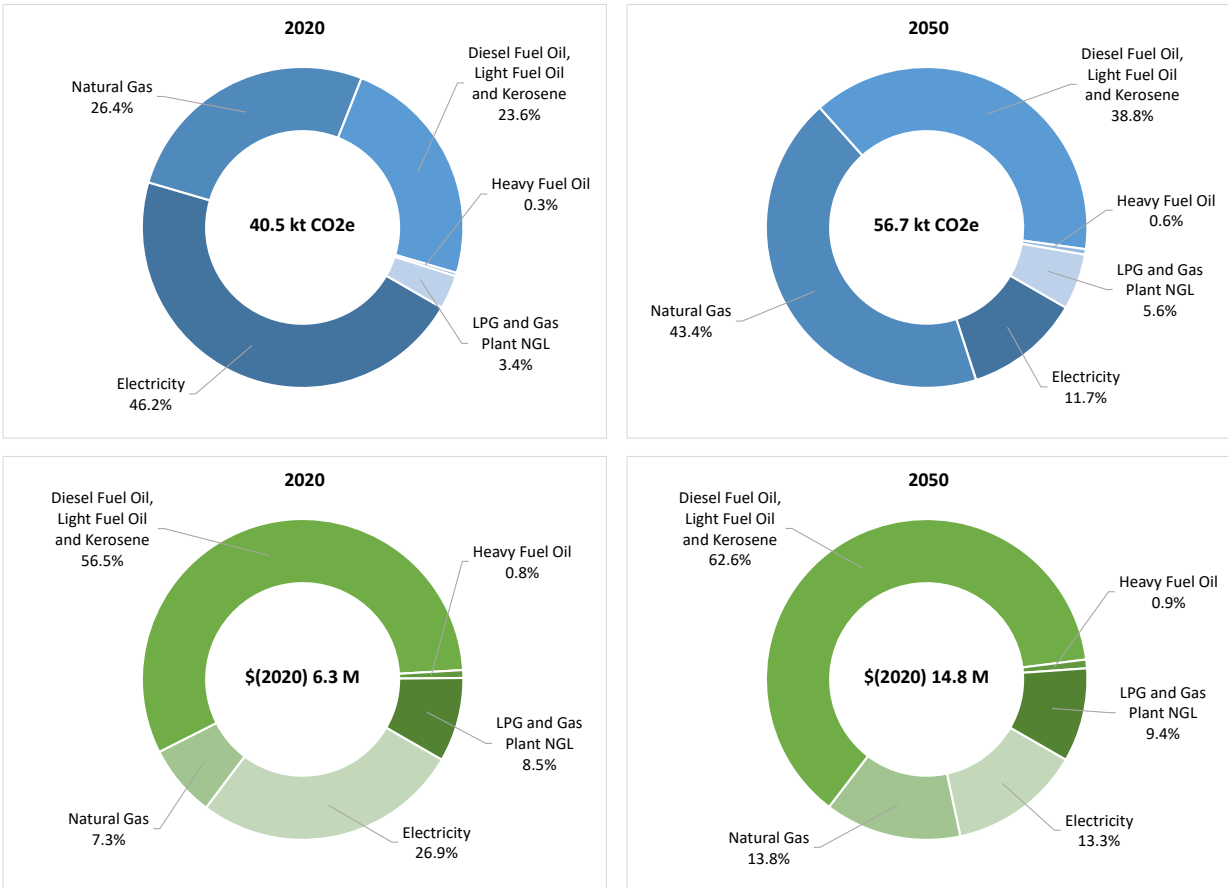 2020
Diesel Fuel Oil,
Light Fuel Oil
and Kerosene
23.6%
Natural Gas
26.4%
Heavy Fuel Oil
0.3%
40.5 kt CO2e
LPG and Gas
Plant NGL
3.4%
Electricity
46.2%
2050
Diesel Fuel Oil,
Light Fuel Oil
and Kerosene
38.8%
Heavy Fuel Oil
0.6%
56.7 kt CO2e
LPG and Gas
Plant NGL
5.6%
Natural Gas
43.4%
Electricity
11.7%
2020
Diesel Fuel Oil,
Light Fuel Oil
and Kerosene
56.5%
Heavy Fuel Oil
0.8%
$(2020) 6.3 M
LPG and Gas
Plant NGL
8.5%
Natural Gas
7.3%
Electricity
26.9%
2050
Diesel Fuel Oil,
Light Fuel Oil
and Kerosene
62.6%
Heavy Fuel Oil
0.9%
$(2020) 14.8 M
LPG and Gas
Plant NGL
9.4%
Natural Gas
13.8%
Electricity
13.3%